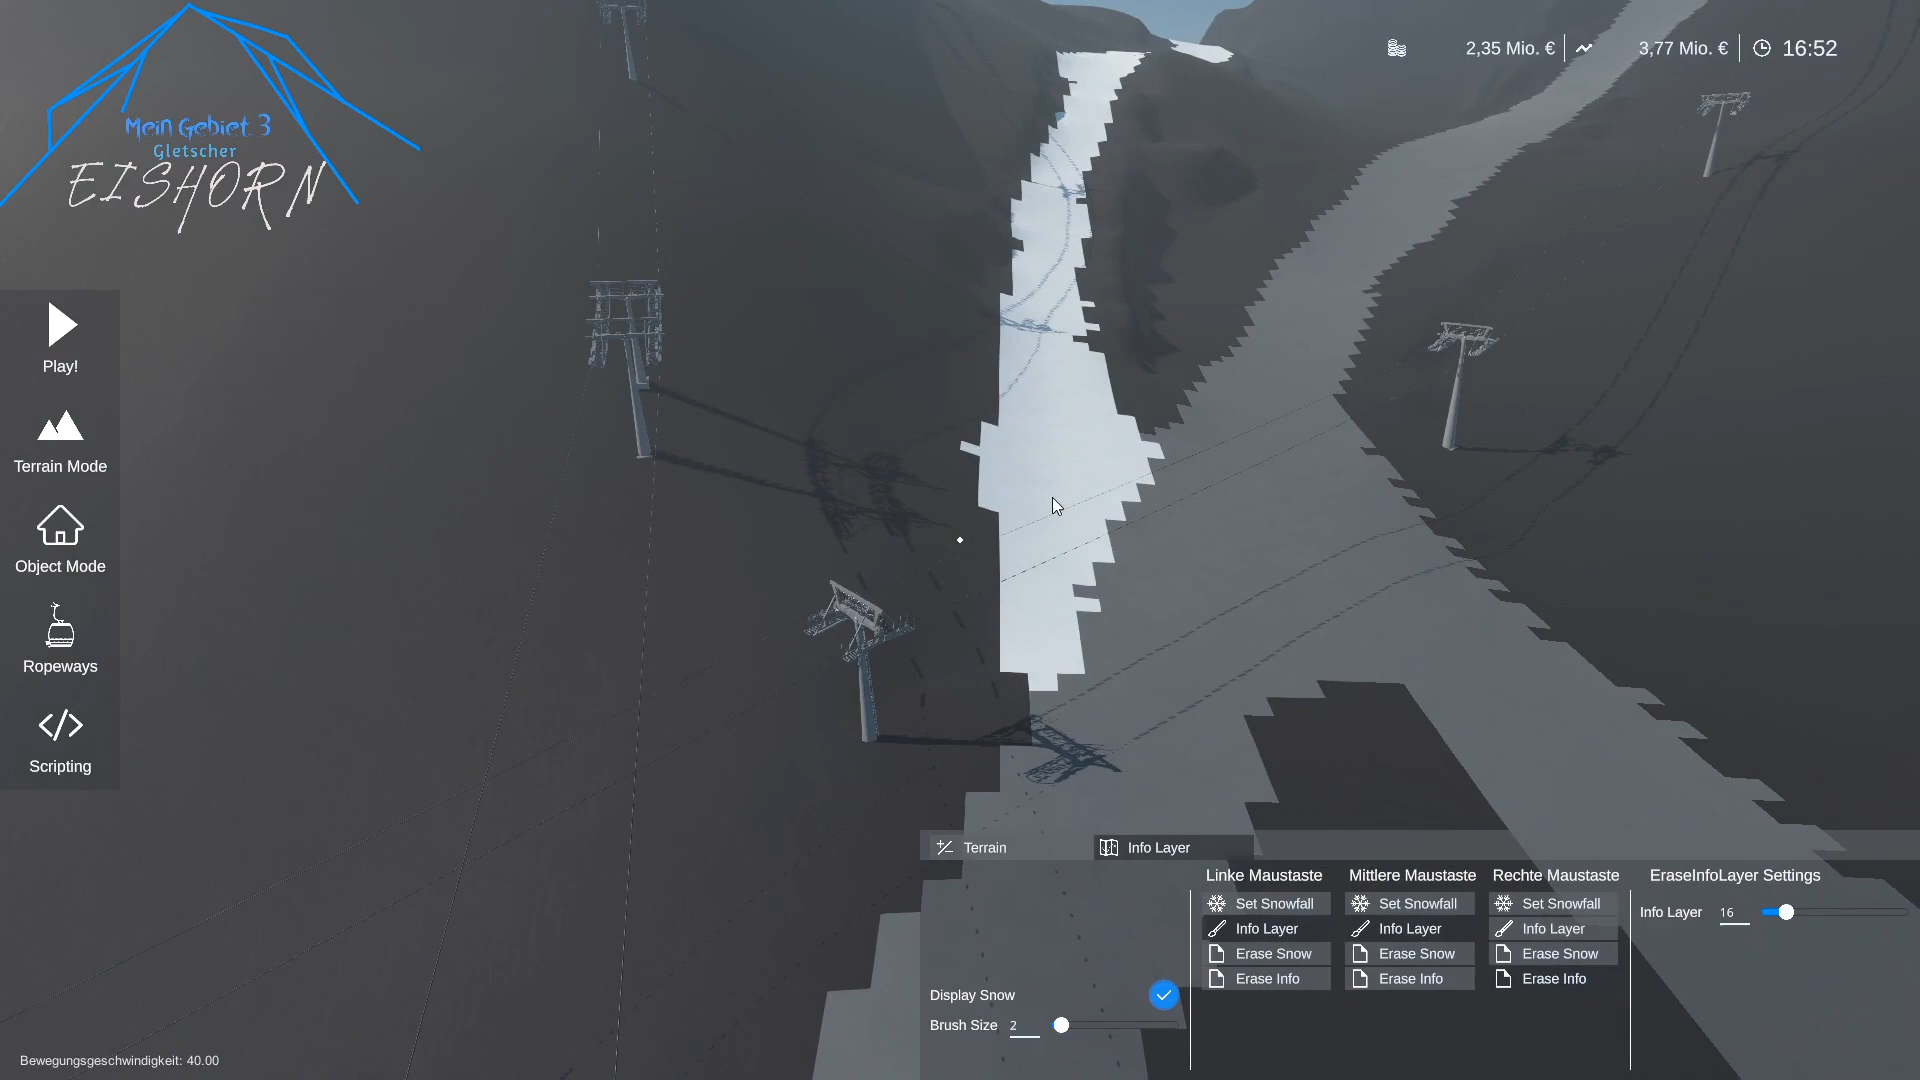 Mein Gebiet 3
Gletscher
EISHORN
2,35 Mio. €
3,77 Mio. €
16:52
Play!
Terrain Mode
Object Mode
Ropeways
Scripting
Terrain
Info Layer
Linke Maustaste
Mittlere Maustaste
Rechte Maustaste
EraseInfoLayer Settings
Set Snowfall
Set Snowfall
Set Snowfall
Info Layer 16
Info Layer
Info Layer
Info Layer
Erase Snow
Erase Snow
Erase Snow
Erase Info
Erase Info
Erase Info
Display Snow
Brush Size 2
Bewegungsgeschwindigkeit: 40.00